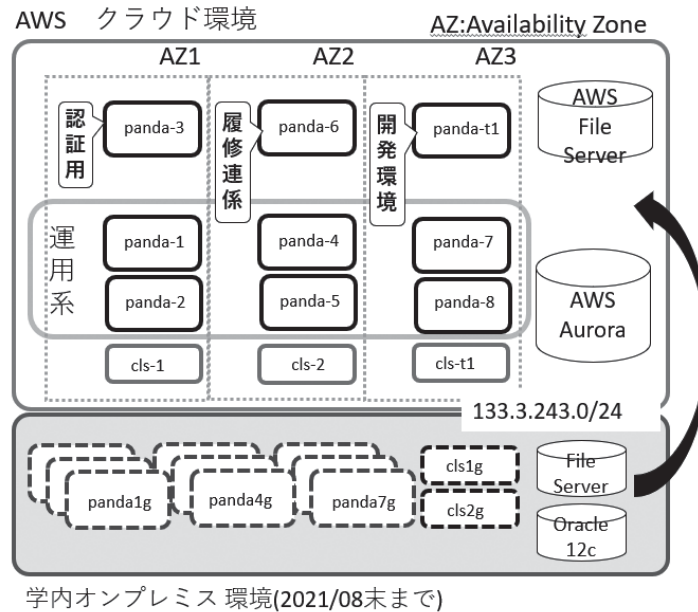 AWS クラウド環境
AZ:Availability Zone
AZ1
AZ2
AZ3
認証用
panda-3
履修連係
panda-6
開発環境
panda-t1
AWS
File
Server
運用系
panda-1
panda-4
panda-7
panda-2
panda-5
panda-8
AWS
Aurora
cls-1
cls-2
cls-t1
133.3.243.0/24
panda1g
panda4g
panda7g
cls1g
cls2g
File
Server
Oracle
12c
学内オンプレミス 環境(2021/08末まで)